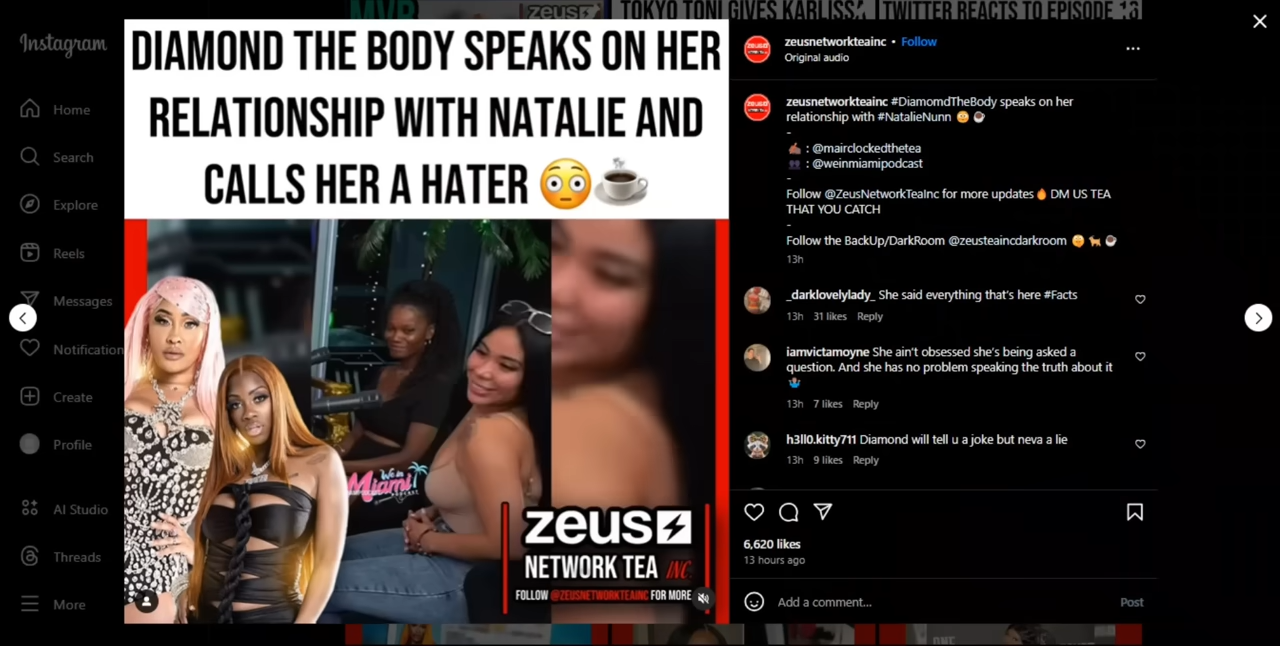 MVP
zeus
TOKYO TONI GIVES KARLISSA
TWITTER REACTS TO EPISODE 13
Instagram
Home
Search
Explore
Reels
Messages
Notification
Create
Profile
AI Studio
Threads
More
DIAMOND THE BODY SPEAKS ON HER
RELATIONSHIP WITH NATALIE AND
CALLS HER A HATER 😳☕
We in
Miami
PODCAST
zeus
NETWORK TEA INC.
FOLLOW @ZEUSNETWORKTEAINC FOR MORE
zeusnetworkteainc • Follow
Original audio
zeusnetworkteainc #DiamomdTheBody speaks on her
relationship with #NatalieNunn 😳☕
-
✍🏾 : @mairclockedthetea
👥 : @weinmiamipodcast
-
Follow @ZeusNetworkTeaInc for more updates🔥 DM US TEA
THAT YOU CATCH
-
Follow the BackUp/DarkRoom @zeusteaincdarkroom 🌚 🐈 ☕
13h
_darklovelylady_ She said everything that's here #Facts
13h 31 likes Reply
iamvictamoyne She ain't obsessed she's being asked a
question. And she has no problem speaking the truth about it
🤷🏽‍♂️
13h 7 likes Reply
h3ll0.kitty711 Diamond will tell u a joke but neva a lie
13h 9 likes Reply
6,620 likes
13 hours ago
Add a comment...
Post